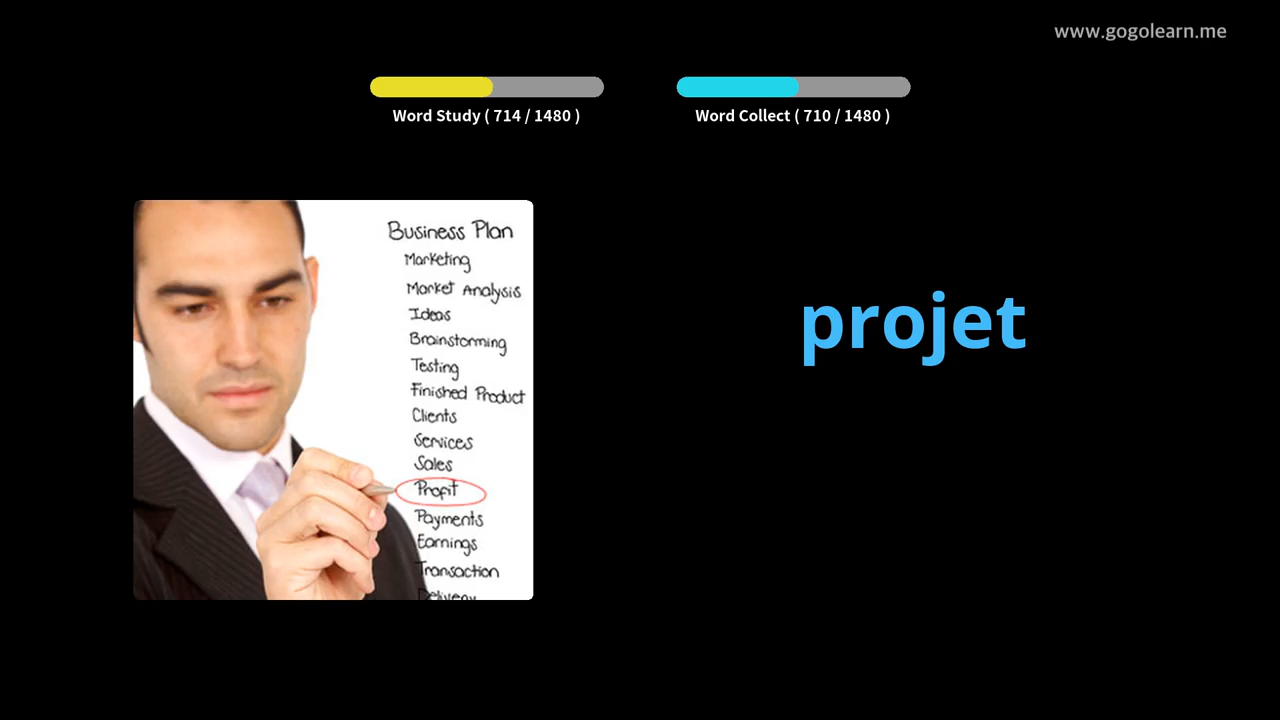 www.gogolearn.me
Word Study ( 714 / 1480 )
Word Collect ( 710 / 1480 )
Business Plan
Marketing
Market Analysis
Ideas
Brainstorming
Testing
Finished Product
Clients
Services
Sales
Profit
Payments
Earnings
Transaction
Delivery
projet